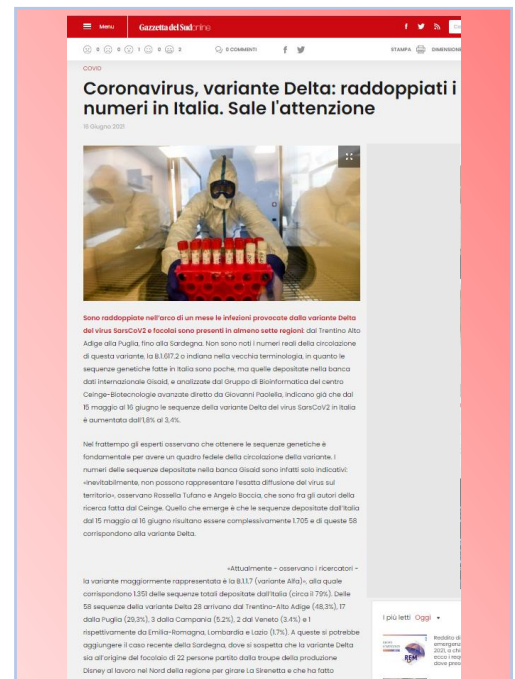 Menu
Gazzetta del Sud online
0 0 1 0 0
0 COMMENTI
STAMPA
DIMENSIONE
COVID
Coronavirus, variante Delta: raddoppiati i
numeri in Italia. Sale l'attenzione
16 Giugno 2021
Sono raddoppiate nell'arco di un mese le infezioni provocate dalla variante Delta
del virus SarsCoV2 e focolai sono presenti in almeno sette regioni: dal Trentino Alto
Adige alla Puglia, fino alla Sardegna. Non sono noti i numeri reali della circolazione
di questa variante, la B.1.617.2 o indiana nella vecchia terminologia, in quanto le
sequenze genetiche fatte in Italia sono poche, ma quelle depositate nella banca
dati internazionale Gisaid, e analizzate dal Gruppo di Bioinformatica del centro
Ceinge-Biotecnologie avanzate diretto da Giovanni Paolella, indicano già che dal
15 maggio al 16 giugno le sequenze della variante Delta del virus SarsCoV2 in Italia
è aumentata dall'1,8% al 3,4%.
Nel frattempo gli esperti osservano che ottenere le sequenze genetiche è
fondamentale per avere un quadro fedele della circolazione della variante. I
numeri delle sequenze depositate nella banca Gisaid sono infatti solo indicativi:
«inevitabilmente, non possono rappresentare l'esatta diffusione del virus sul
territorio», osservano Rossella Tufano e Angelo Boccia, che sono fra gli autori della
ricerca fatta dal Ceinge. Quello che emerge è che le sequenze depositate dall'Italia
dal 15 maggio al 16 giugno risultano essere complessivamente 1.705 e di queste 58
corrispondono alla variante Delta.
«Attualmente - osservano i ricercatori -
la variante maggiormente rappresentata è la B.1.1.7 (variante Alfa)», alla quale
corrispondono 1.351 delle sequenze totali depositate dall'Italia (circa il 79%). Delle
58 sequenze della variante Delta 28 arrivano dal Trentino-Alto Adige (48,3%), 17
dalla Puglia (29,3%), 3 dalla Campania (5.2%), 2 dal Veneto (3.4%) e 1
rispettivamente da Emilia-Romagna, Lombardia e Lazio (1.7%). A queste si potrebbe
aggiungere il caso recente della Sardegna, dove si sospetta che la variante Delta
sia all'origine del focolaio di 22 persone partito dalla troupe della produzione
Disney al lavoro nel Nord della regione per girare La Sirenetta e che ha fatto
I più letti Oggi
REM
Reddito di
2021, a chi
dove